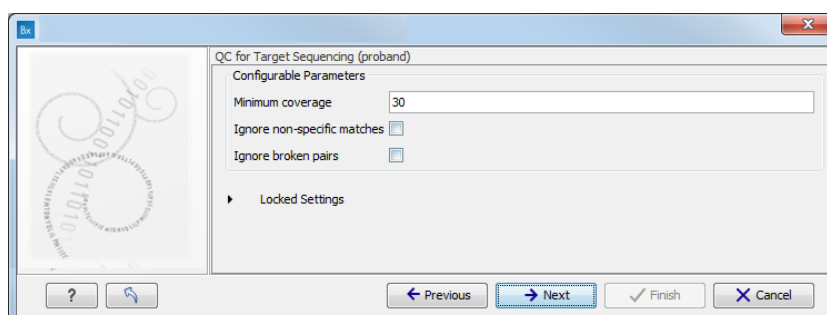 Bx
QC for Target Sequencing (proband)
Configurable Parameters
Minimum coverage 30
Ignore non-specific matches
Ignore broken pairs
Locked Settings
? Previous Next Finish Cancel